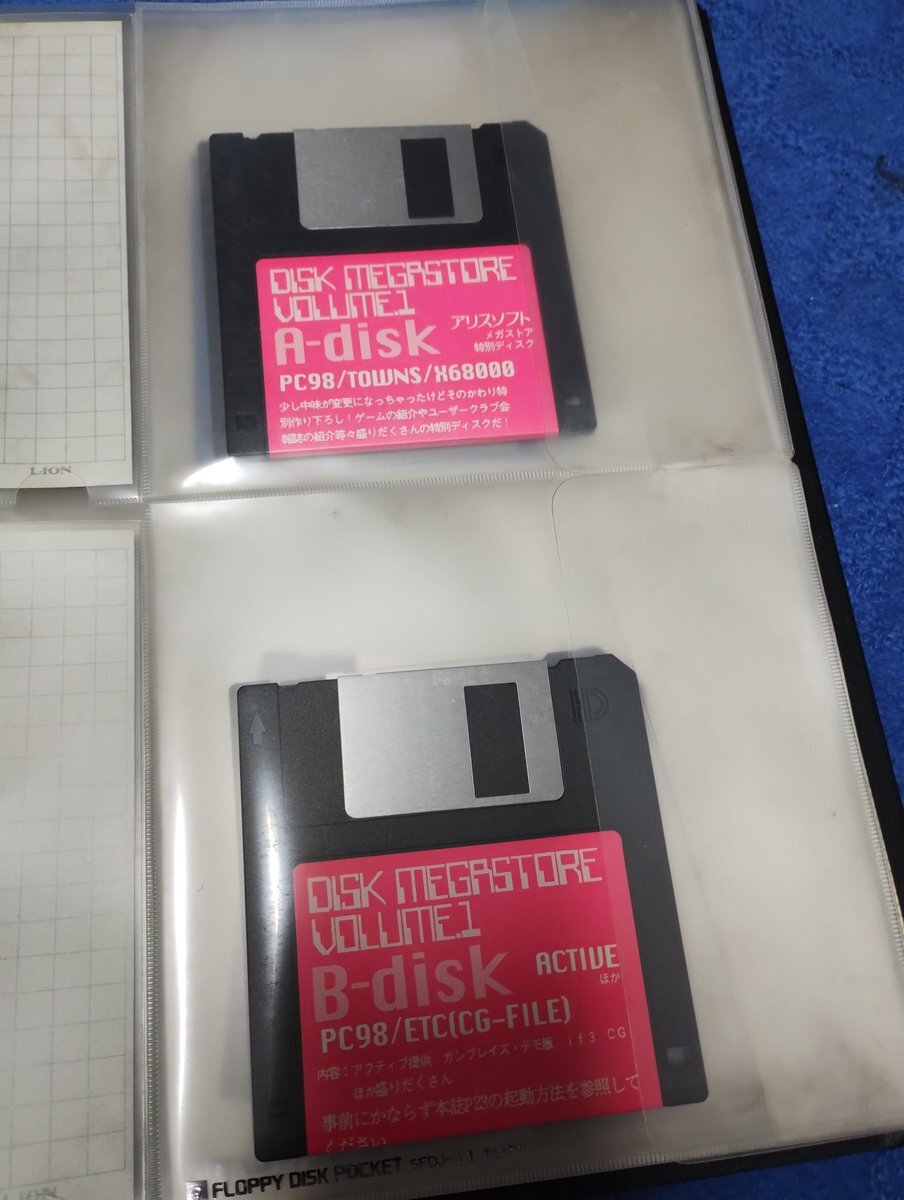 DISK MEGASTORE
VOLUME.1
A-disk
アリスソフト
メガストア
特別ディスク
PC98/TOWNS/X68000
少し中味が変更になっちゃったけどそのかわり特
別作り下ろし!ゲームの紹介やユーザークラブ会
報誌の紹介等々盛りだくさんの特別ディスクだ!
LION
HD
DISK MEGASTORE
VOLUME.1
B-disk
ACTIVE
ほか
PC98/ETC(CG-FILE)
内容:アクティブ提供 ガンブレイズ・デモ版 if3 CG
ほか盛りだくさん
事前にかならず本誌P23の起動方法を参照して
ください
LION
FLOPPY DISK POCKET